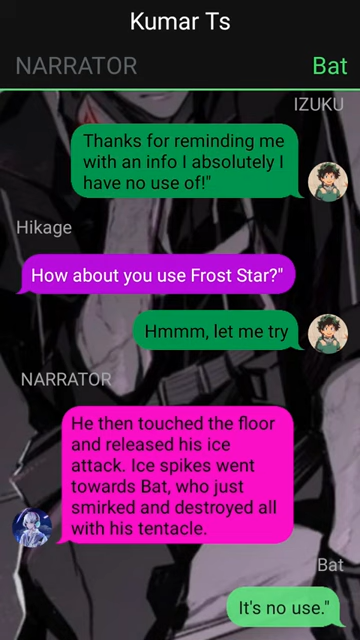 Kumar Ts
NARRATOR
Bat
IZUKU
Thanks for reminding me
with an info I absolutely I
have no use of!"
Hikage
How about you use Frost Star?"
Hmmm, let me try
NARRATOR
He then touched the floor
and released his ice
attack. Ice spikes went
towards Bat, who just
smirked and destroyed all
with his tentacle.
Bat
It's no use."